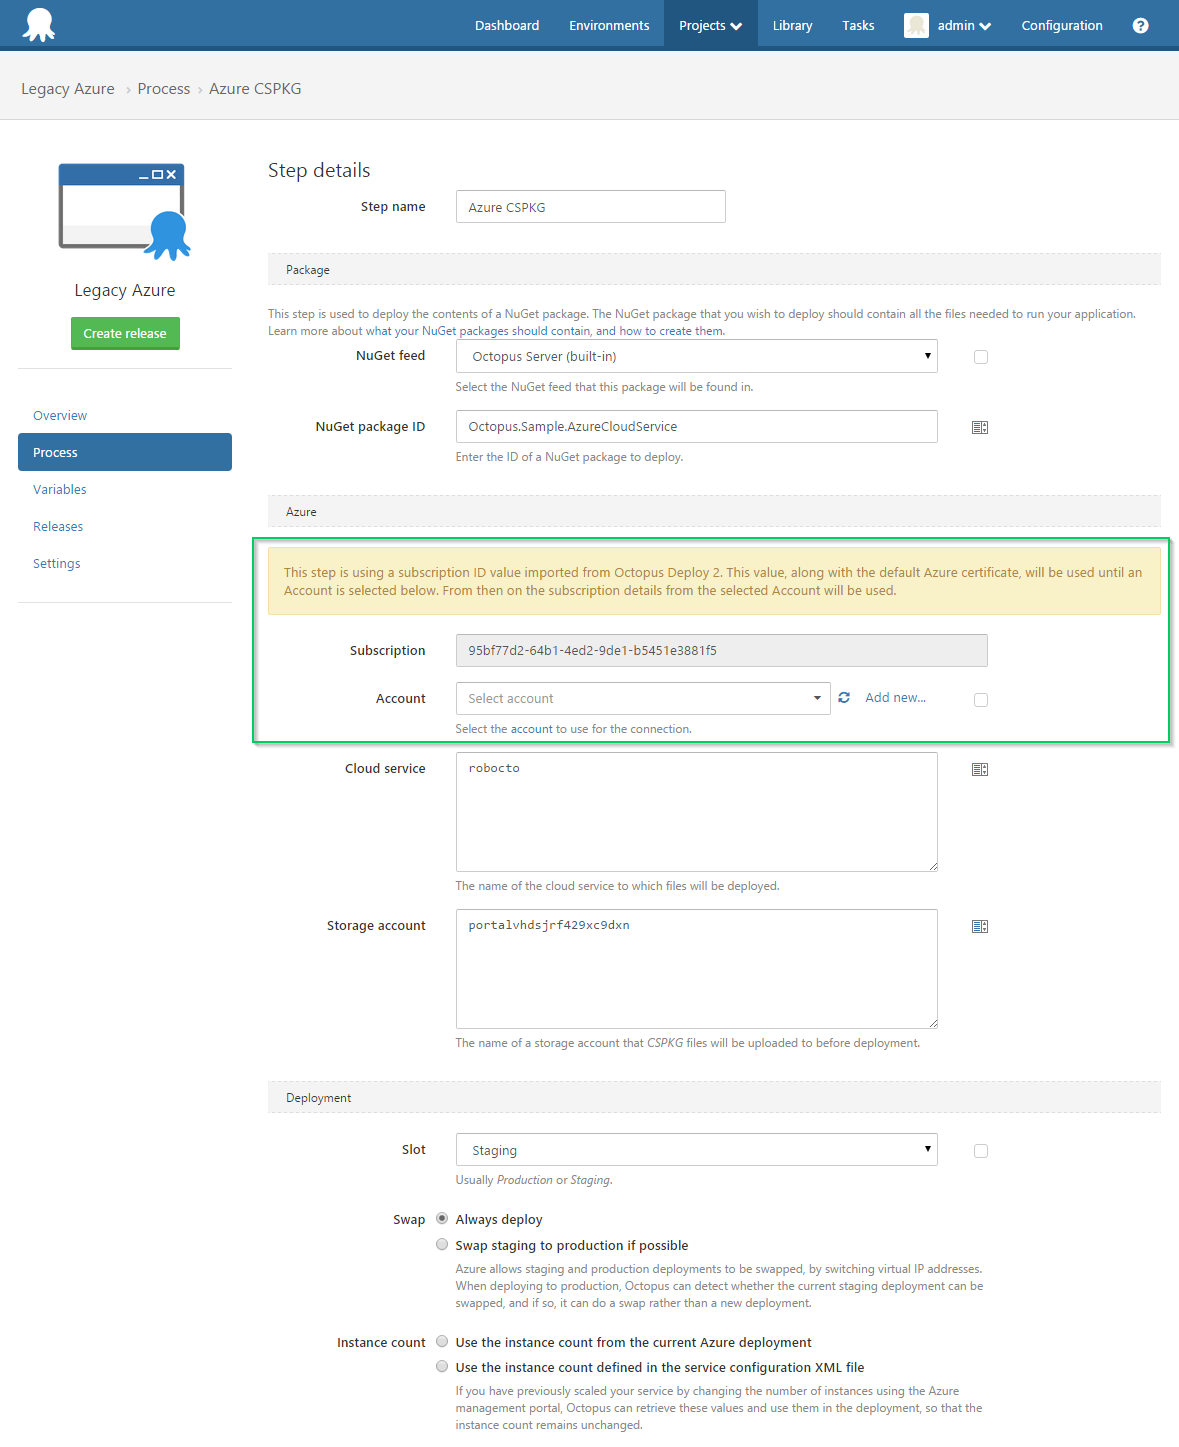 Dashboard Environments Projects Library Tasks admin Configuration ?
Legacy Azure › Process › Azure CSPKG
Legacy Azure
Create release
Overview
Process
Variables
Releases
Settings
Step details
Step name Azure CSPKG
Package
This step is used to deploy the contents of a NuGet package. The NuGet package that you wish to deploy should contain all the files needed to run your application.
Learn more about what your NuGet packages should contain, and how to create them.
NuGet feed Octopus Server (built-in)
Select the NuGet feed that this package will be found in.
NuGet package ID Octopus.Sample.AzureCloudService
Enter the ID of a NuGet package to deploy.
Azure
This step is using a subscription ID value imported from Octopus Deploy 2. This value, along with the default Azure certificate, will be used until an
Account is selected below. From then on the subscription details from the selected Account will be used.
Subscription 95bf77d2-64b1-4ed2-9de1-b5451e3881f5
Account Select account Add new...
Select the account to use for the connection.
Cloud service robocto
The name of the cloud service to which files will be deployed.
Storage account portalvhdsjrf429xc9dxn
The name of a storage account that CSPKG files will be uploaded to before deployment.
Deployment
Slot Staging
Usually Production or Staging.
Swap Always deploy
Swap staging to production if possible
Azure allows staging and production deployments to be swapped, by switching virtual IP addresses.
When deploying to production, Octopus can detect whether the current staging deployment can be
swapped, and if so, it can do a swap rather than a new deployment.
Instance count Use the instance count from the current Azure deployment
Use the instance count defined in the service configuration XML file
If you have previously scaled your service by changing the number of instances using the Azure
management portal, Octopus can retrieve these values and use them in the deployment, so that the
instance count remains unchanged.